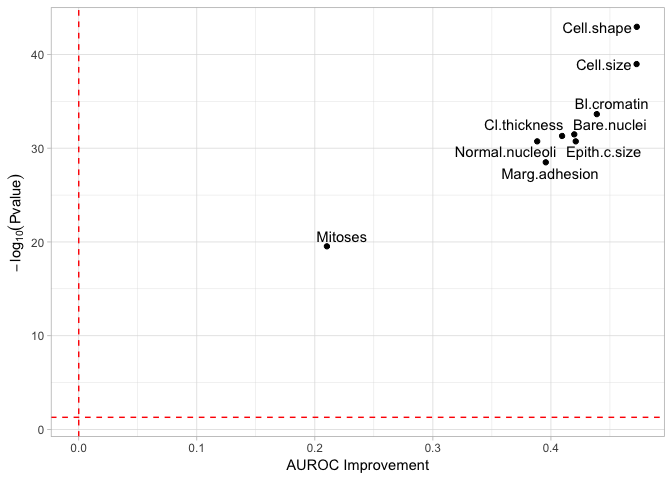 Cell.shape
Cell.size
Bl.cromatin
Cl.thickness
Bare.nuclei
Normal.nucleoli
Epith.c.size
Marg.adhesion
Mitoses
40
30
20
10
0
− log10(Pvalue)
0.0 0.1 0.2 0.3 0.4
AUROC Improvement